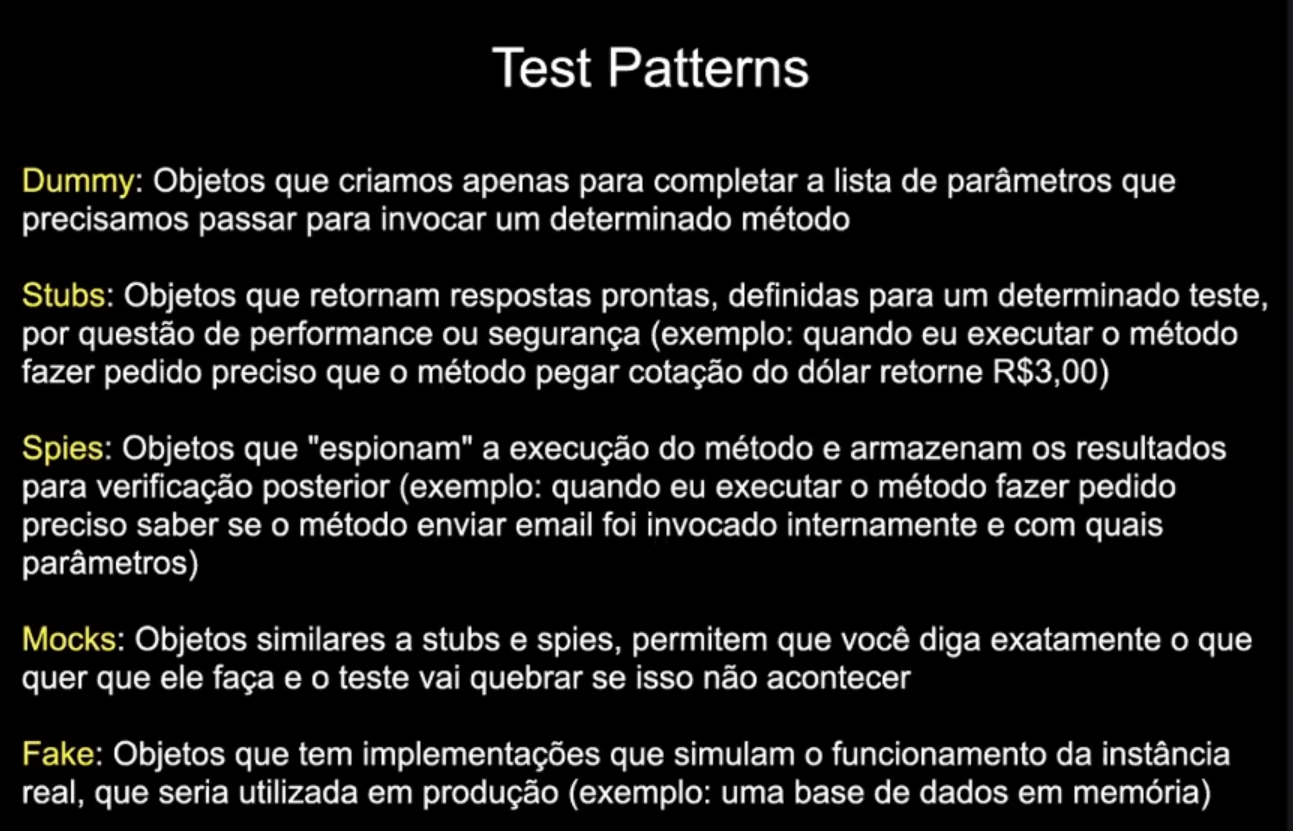 Test Patterns
Dummy: Objetos que criamos apenas para completar a lista de parâmetros que
precisamos passar para invocar um determinado método
Stubs: Objetos que retornam respostas prontas, definidas para um determinado teste,
por questão de performance ou segurança (exemplo: quando eu executar o método
fazer pedido preciso que o método pegar cotação do dólar retorne R$3,00)
Spies: Objetos que "espionam" a execução do método e armazenam os resultados
para verificação posterior (exemplo: quando eu executar o método fazer pedido
preciso saber se o método enviar email foi invocado internamente e com quais
parâmetros)
Mocks: Objetos similares a stubs e spies, permitem que você diga exatamente o que
quer que ele faça e o teste vai quebrar se isso não acontecer
Fake: Objetos que tem implementações que simulam o funcionamento da instância
real, que seria utilizada em produção (exemplo: uma base de dados em memória)